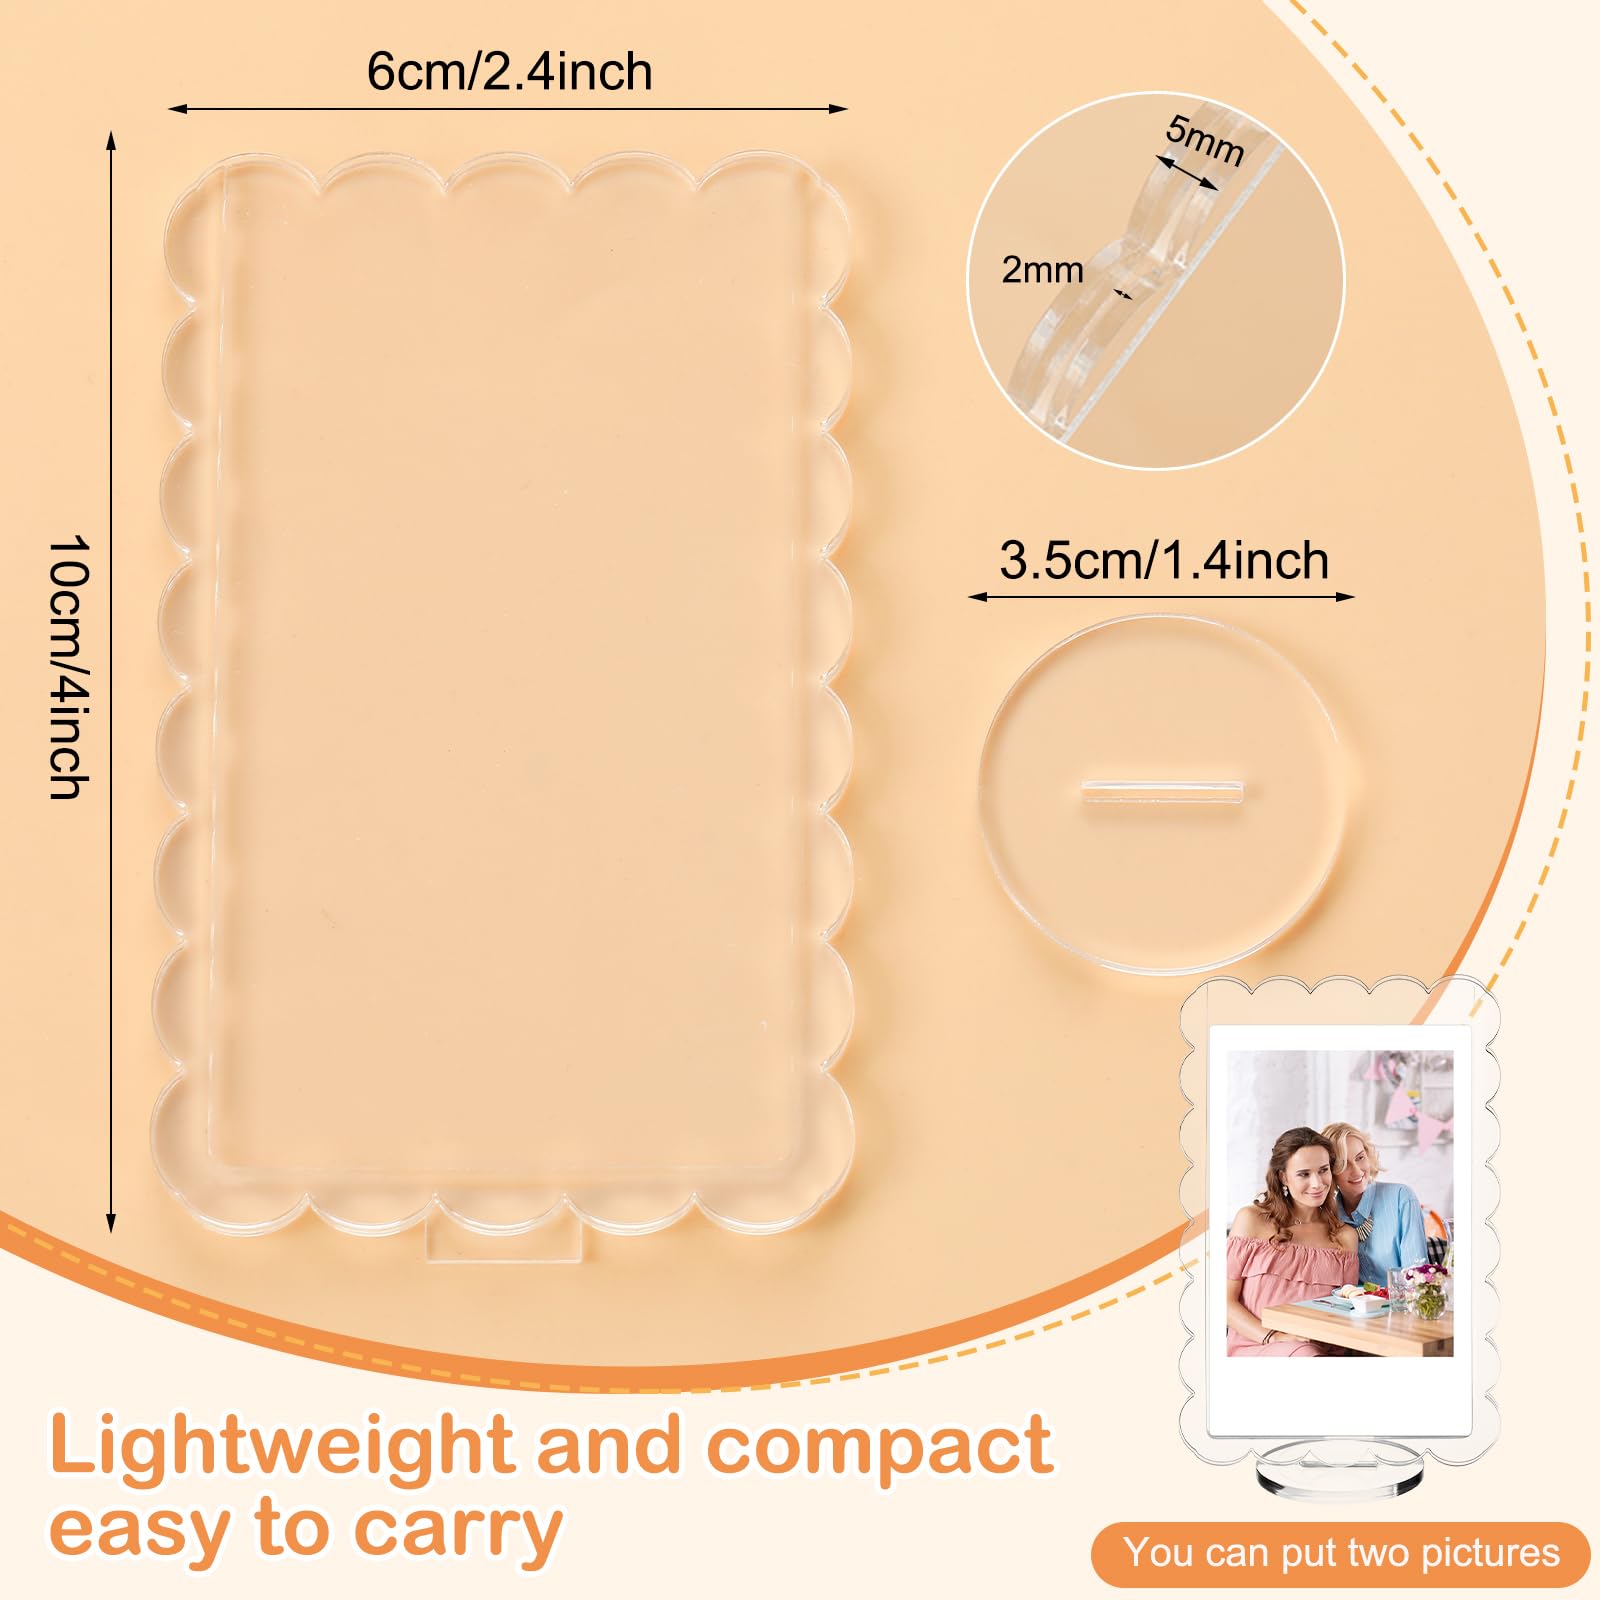 6cm/2.4inch
5mm
2mm
10cm/4inch
3.5cm/1.4inch
Lightweight and compact
easy to carry
You can put two pictures